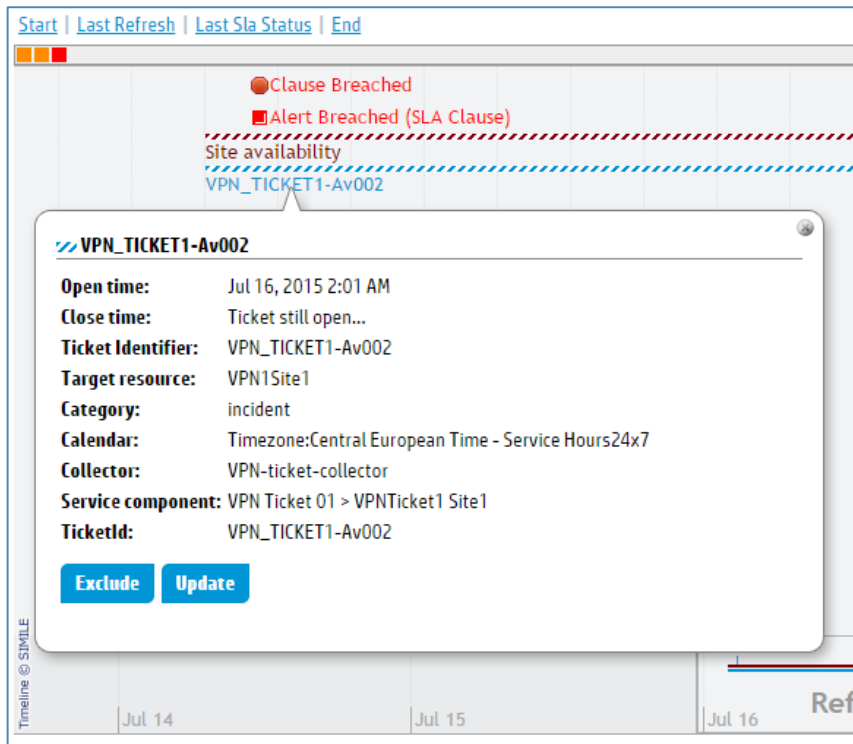 Start | Last Refresh | Last Sla Status | End
Clause Breached
Alert Breached (SLA Clause)
Site availability
VPN_TICKET1-Av002
VPN_TICKET1-Av002
Open time: Jul 16, 2015 2:01 AM
Close time: Ticket still open...
Ticket Identifier: VPN_TICKET1-Av002
Target resource: VPN1Site1
Category: incident
Calendar: Timezone:Central European Time - Service Hours24x7
Collector: VPN-ticket-collector
Service component: VPN Ticket 01 > VPNTicket1 Site1
TicketId: VPN_TICKET1-Av002
Exclude Update
Timeline © SIMILE
Jul 14 Jul 15 Jul 16 Ref